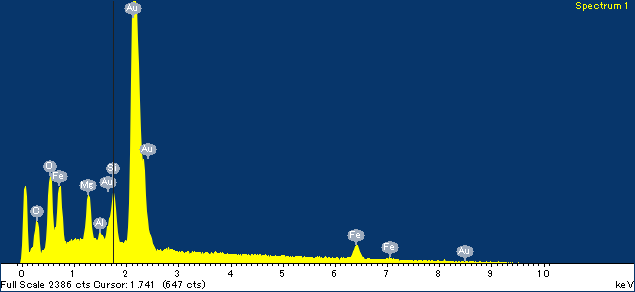 Spectrum 1
Au
Au
O
Fe
Si
Au
Mg
Al
Fe
Fe
Au
0 1 2 3 4 5 6 7 8 9 10
Full Scale 2386 cts Cursor: 1.741 (647 cts) keV